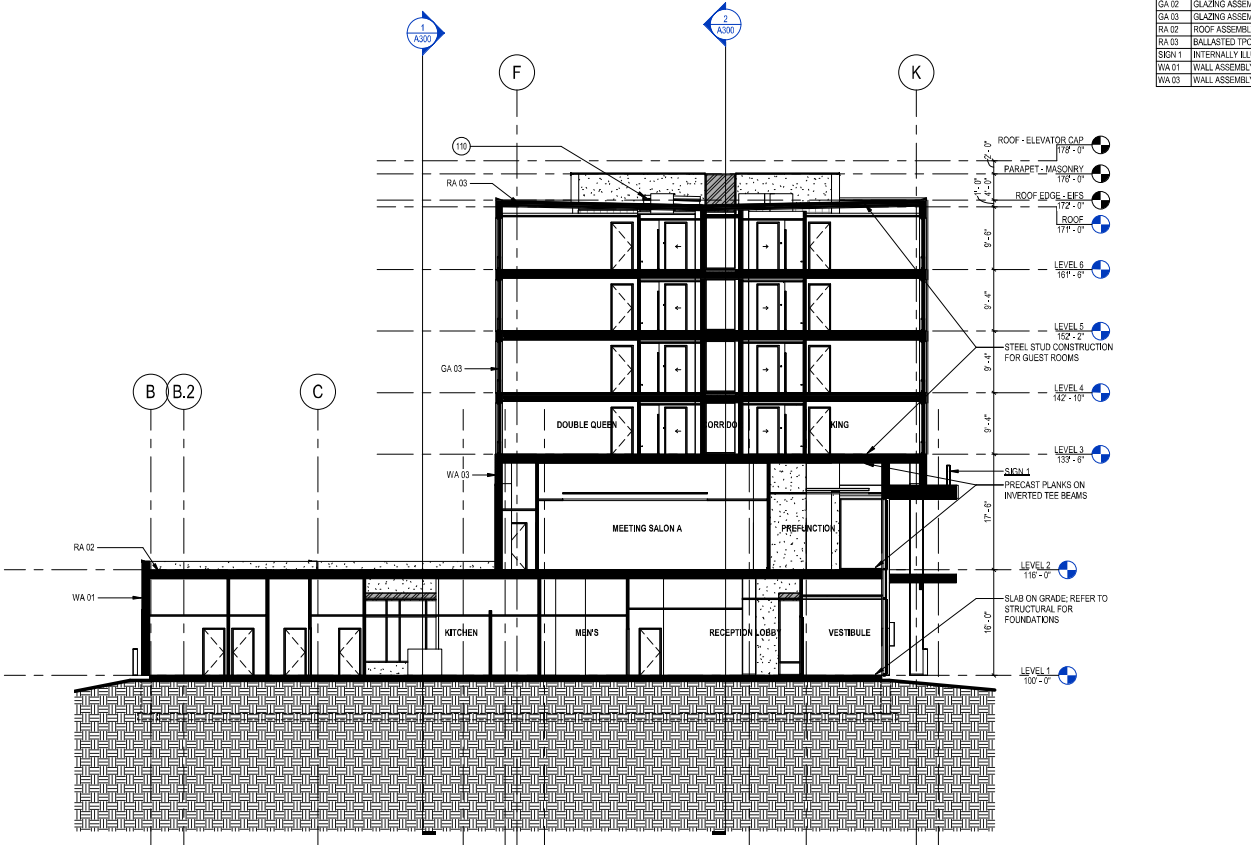 GA 02 GLAZING ASSEM
GA 03 GLAZING ASSEM
RA 02 ROOF ASSEMBL
RA 03 BALLASTED TPO
SIGN 1 INTERNALLY ILL
WA 01 WALL ASSEMBLY
WA 03 WALL ASSEMBLY
1
A300
2
A300
F
K
110
RA 03
ROOF - ELEVATOR CAP
178' - 0"
2' - 0"
PARAPET - MASONRY
176' - 0"
4' - 0"
1' - 0"
ROOF EDGE - EIFS
172' - 0"
ROOF
171' - 0"
9' - 6"
LEVEL 6
161' - 6"
9' - 4"
LEVEL 5
152' - 2"
STEEL STUD CONSTRUCTION
FOR GUEST ROOMS
9' - 4"
GA 03
B
B.2
C
LEVEL 4
142' - 10"
9' - 4"
DOUBLE QUEEN
ORRIDO
KING
LEVEL 3
133' - 6"
WA 03
SIGN 1
PRECAST PLANKS ON
INVERTED TEE BEAMS
17' - 6"
MEETING SALON A
PREFUNCTION
RA 02
LEVEL 2
116' - 0"
WA 01
SLAB ON GRADE; REFER TO
STRUCTURAL FOR
FOUNDATIONS
16' - 0"
KITCHEN
MEN'S
RECEPTION LOBBY
VESTIBULE
LEVEL 1
100' - 0"